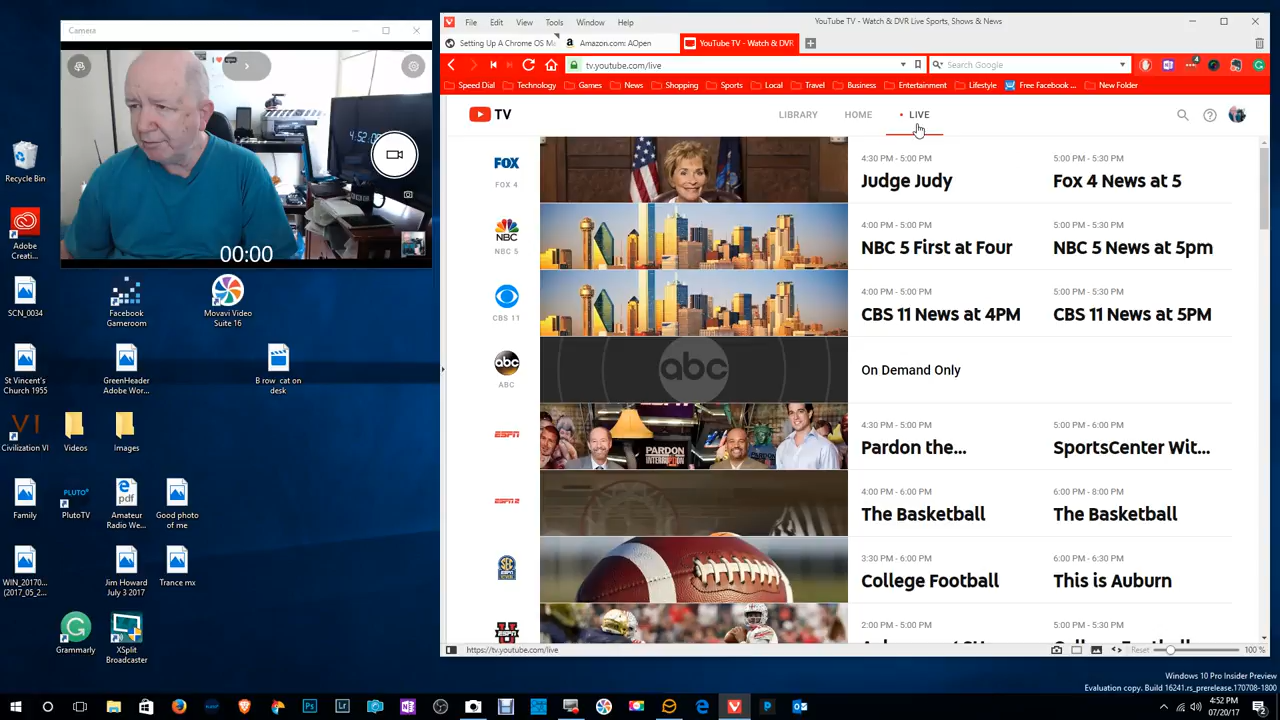 Camera
00:00
4:52:06
Recycle Bin
Adobe Creati...
SCN_0034
Facebook Gameroom
Movavi Video Suite 16
St Vincent's Church 1955
GreenHeader Adobe Wor...
B row cat on desk
Civilization VI
Videos
Images
Family
PLUTO
PlutoTV
pdf
Amateur Radio We...
Good photo of me
WIN_20170... (2017_05_2...
Jim Howard July 3 2017
Trance mx
Grammarly
XSplit Broadcaster
File Edit View Tools Window Help
YouTube TV - Watch & DVR Live Sports, Shows & News
Setting Up A Chrome OS M
Amazon.com: AOpen
YouTube TV - Watch & DVR
tv.youtube.com/live
Search Google
Speed Dial Technology Games News Shopping Sports Local Travel Business Entertainment Lifestyle Free Facebook ... New Folder
TV
LIBRARY HOME LIVE
FOX
FOX 4
4:30 PM - 5:00 PM 5:00 PM - 5:30 PM
Judge Judy Fox 4 News at 5
NBC
NBC 5
4:00 PM - 5:00 PM 5:00 PM - 5:30 PM
NBC 5 First at Four NBC 5 News at 5pm
CBS 11
4:00 PM - 5:00 PM 5:00 PM - 5:30 PM
CBS 11 News at 4PM CBS 11 News at 5PM
abc
ABC
abc
On Demand Only
ESPN
PARDON INTERRUPTION
4:30 PM - 5:00 PM 5:00 PM - 6:00 PM
Pardon the... SportsCenter Wit...
ESPN2
4:00 PM - 6:00 PM 6:00 PM - 8:00 PM
The Basketball The Basketball
SEC
3:30 PM - 6:00 PM 6:00 PM - 6:30 PM
College Football This is Auburn
U
ESPN
2:00 PM - 5:00 PM 5:00 PM - 5:30 PM
https://tv.youtube.com/live
Reset 100 %
Windows 10 Pro Insider Preview
Evaluation copy. Build 16241.rs_prerelease.170708-1800
4:52 PM
07/20/17